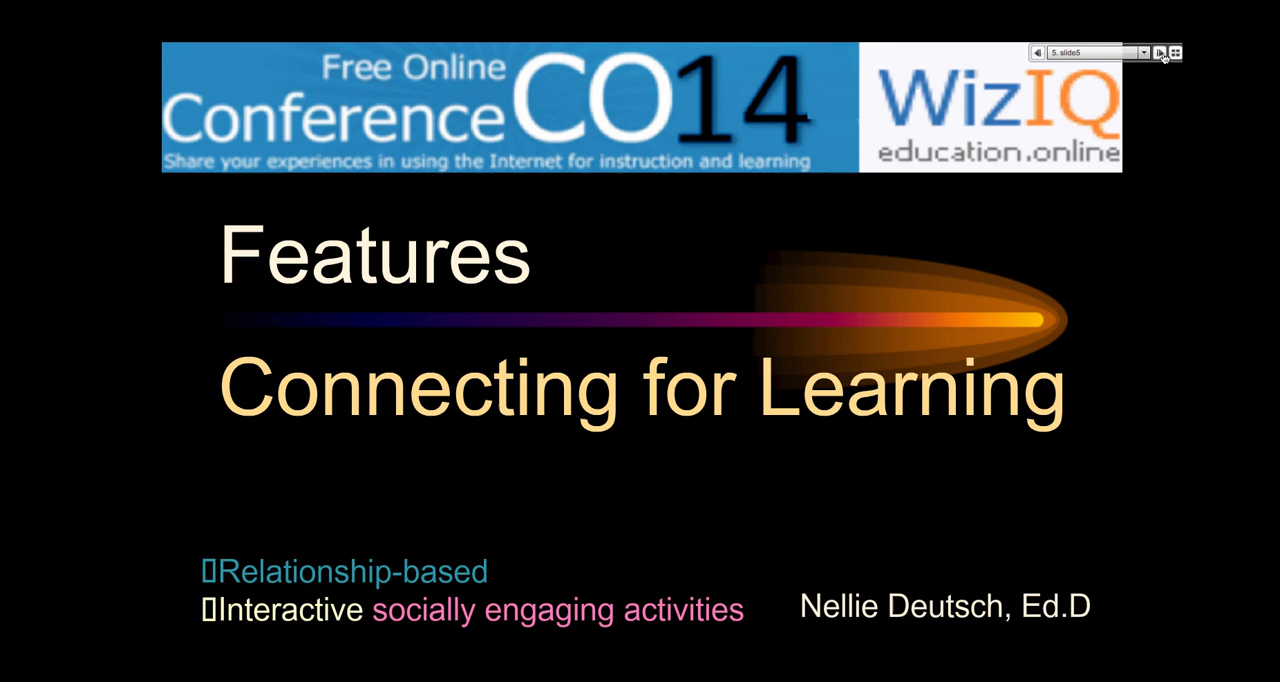 5. slide5
Free Online
Conference CO14
Share your experiences in using the Internet for instruction and learning
WizIQ
education.online
Features
Connecting for Learning
Relationship-based
Interactive socially engaging activities
Nellie Deutsch, Ed.D